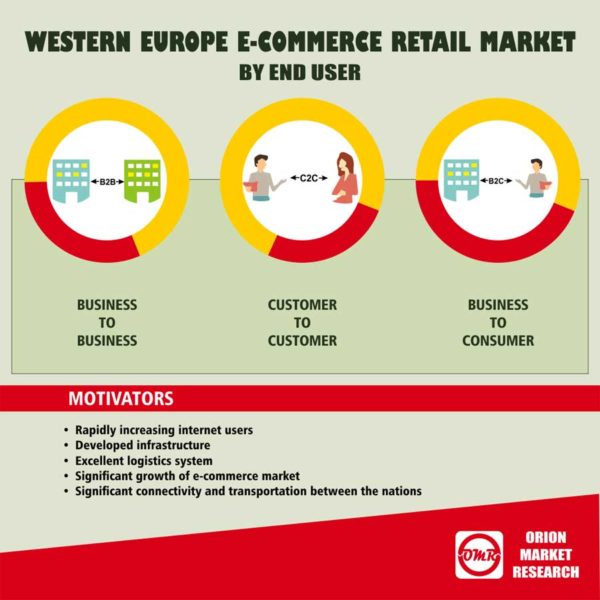 WESTERN EUROPE E-COMMERCE RETAIL MARKET
BY END USER
B2B
C2C
B2C
BUSINESS
TO
BUSINESS
CUSTOMER
TO
CUSTOMER
BUSINESS
TO
CONSUMER
MOTIVATORS
• Rapidly increasing internet users
• Developed infrastructure
• Excellent logistics system
• Significant growth of e-commerce market
• Significant connectivity and transportation between the nations
OMR
ORION
MARKET
RESEARCH